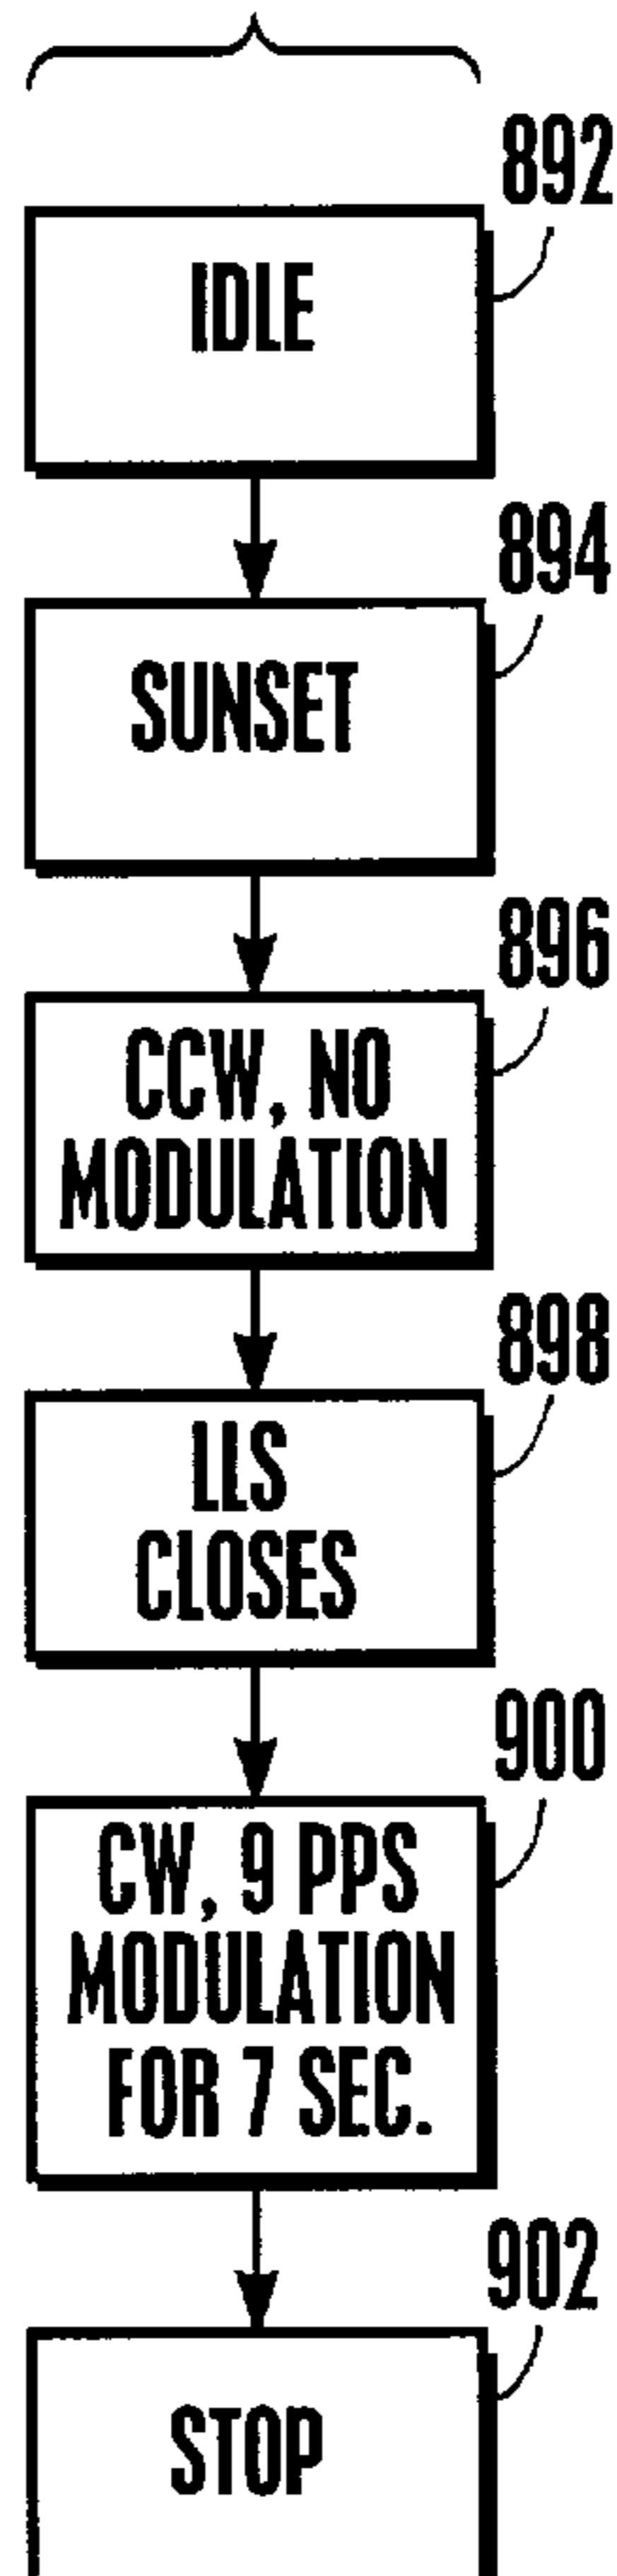 892
IDLE
894
SUNSET
896
CCW, NO
MODULATION
898
LLS
CLOSES
900
CW, 9 PPS
MODULATION
FOR 7 SEC.
902
STOP